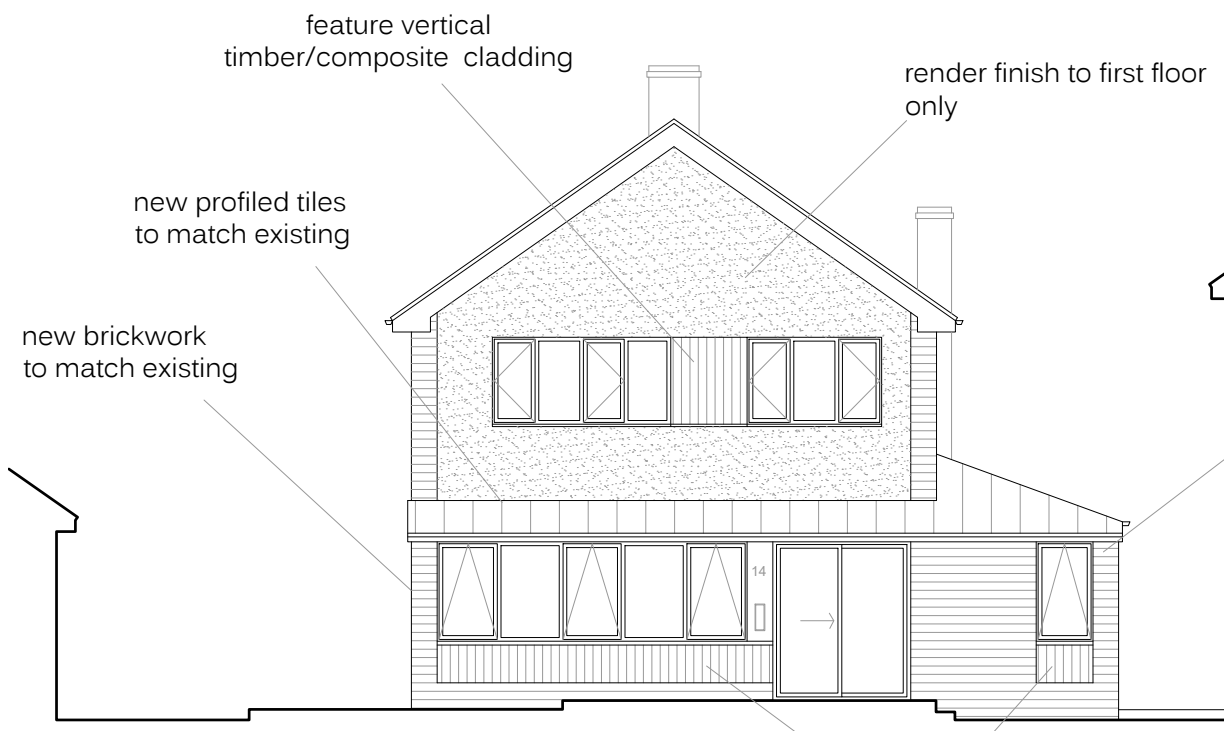 feature vertical
timber/composite cladding
render finish to first floor
only
new profiled tiles
to match existing
new brickwork
to match existing
14